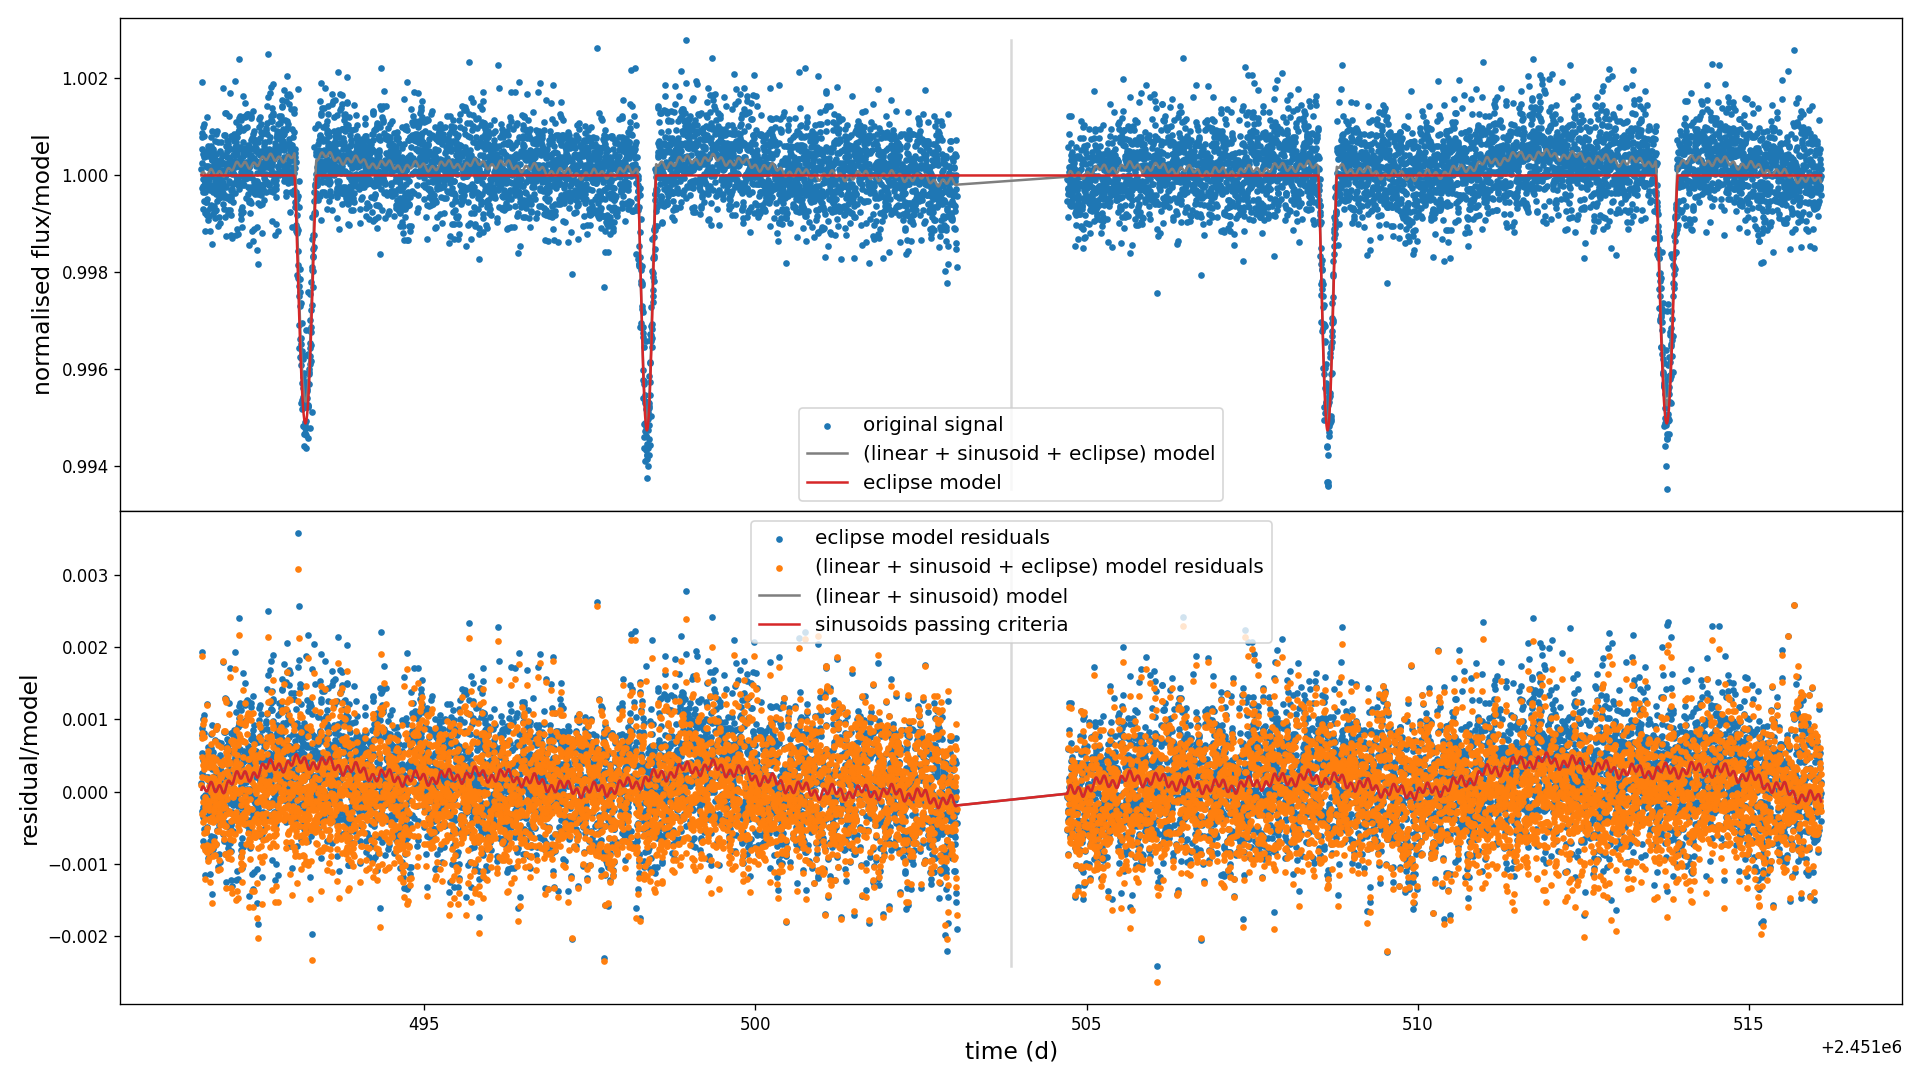 normalised flux/model
1.002
1.000
0.998
0.996
0.994
original signal
(linear + sinusoid + eclipse) model
eclipse model
residual/model
0.003
0.002
0.001
0.000
−0.001
−0.002
eclipse model residuals
(linear + sinusoid + eclipse) model residuals
(linear + sinusoid) model
sinusoids passing criteria
495
500
505
510
515
time (d)
+2.451e6